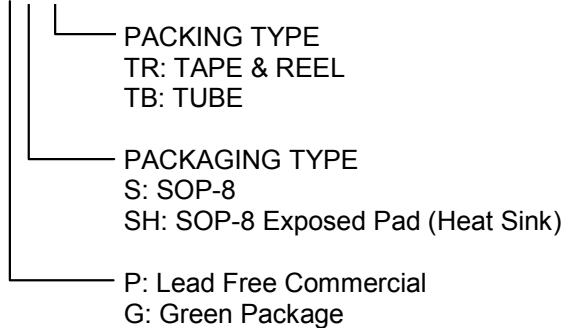 PACKING TYPE
TR: TAPE & REEL
TB: TUBE
PACKAGING TYPE
S: SOP-8
SH: SOP-8 Exposed Pad (Heat Sink)
P: Lead Free Commercial
G: Green Package